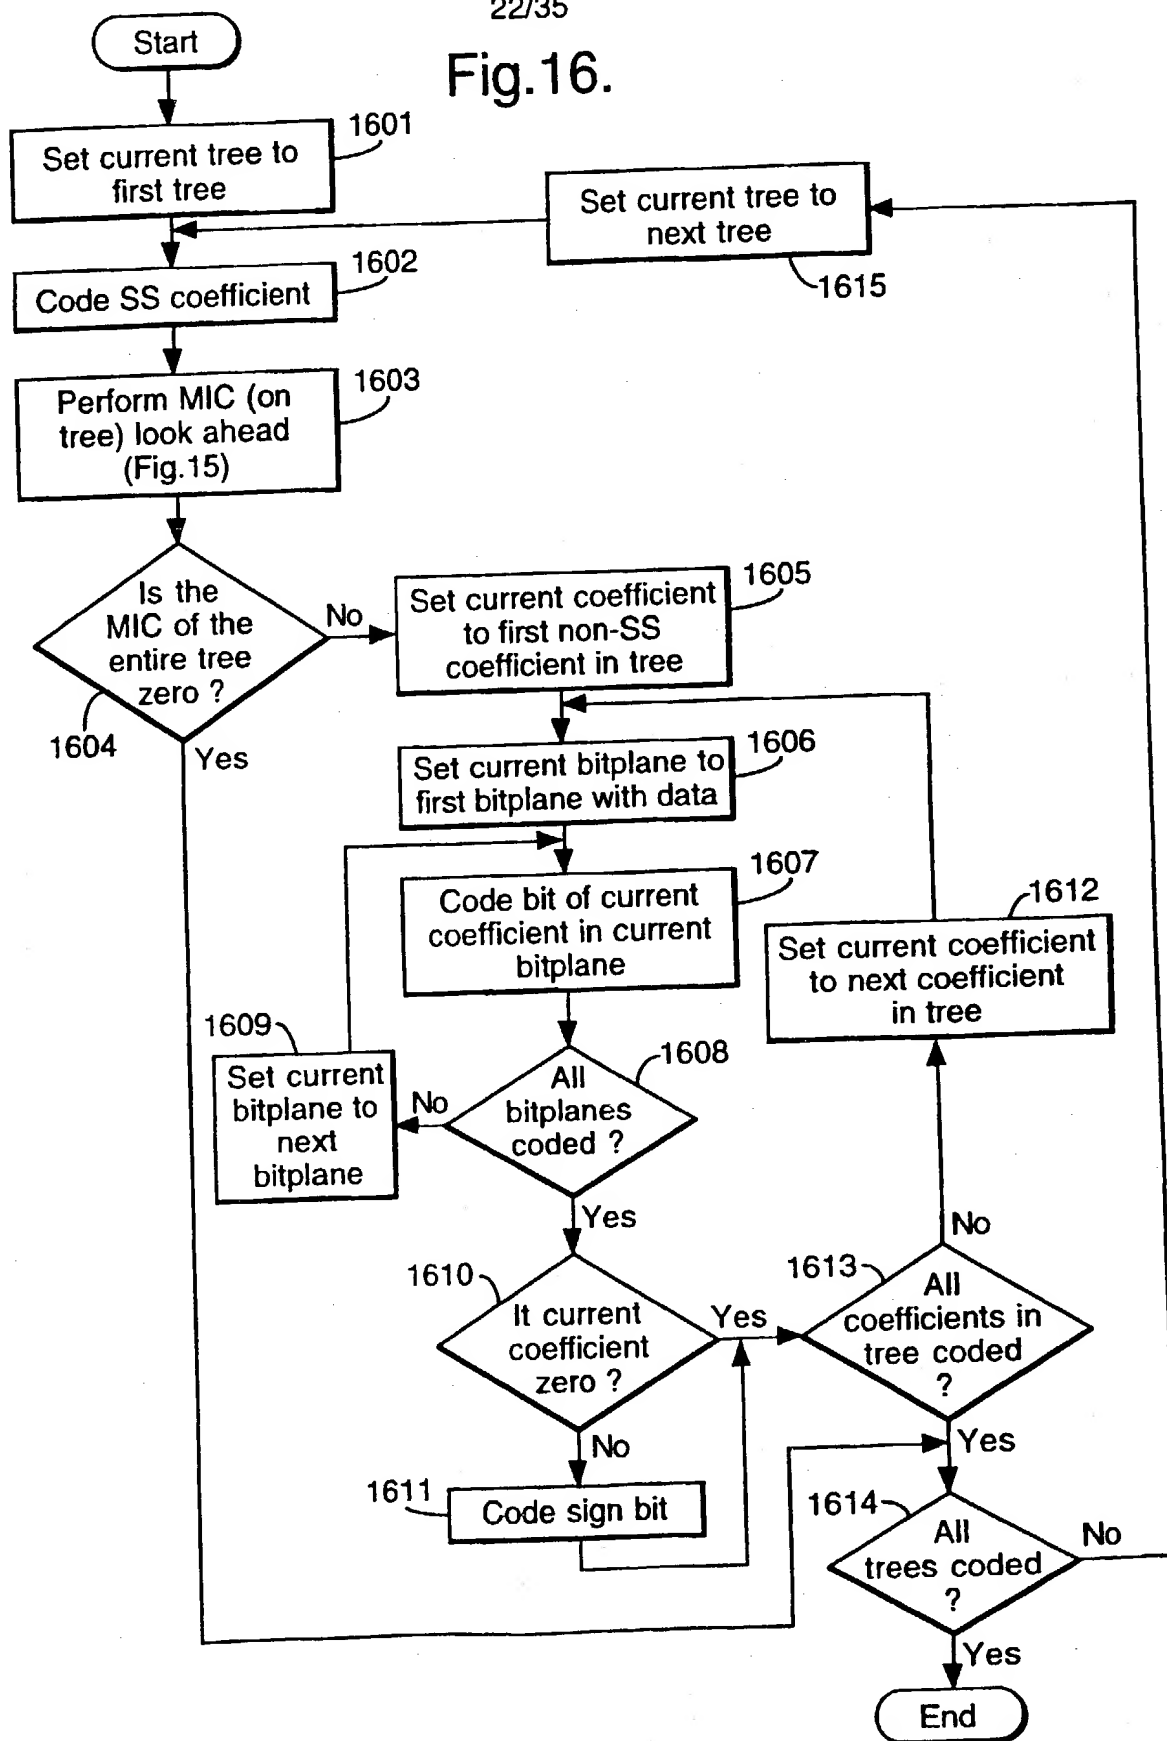 22/35
Fig.16.
Start
1601
Set current tree to
first tree
Set current tree to
next tree
1615
1602
Code SS coefficient
1603
Perform MIC (on
tree) look ahead
(Fig.15)
Is the
MIC of the
entire tree
zero ?
1604
No
Yes
1605
Set current coefficient
to first non-SS
coefficient in tree
1606
Set current bitplane to
first bitplane with data
1607
Code bit of current
coefficient in current
bitplane
1612
Set current coefficient
to next coefficient
in tree
1609
Set current
bitplane to
next
bitplane
No
1608
All
bitplanes
coded ?
Yes
1610
It current
coefficient
zero ?
Yes
No
1611
Code sign bit
No
1613
All
coefficients in
tree coded
?
Yes
1614
All
trees coded
?
No
Yes
End